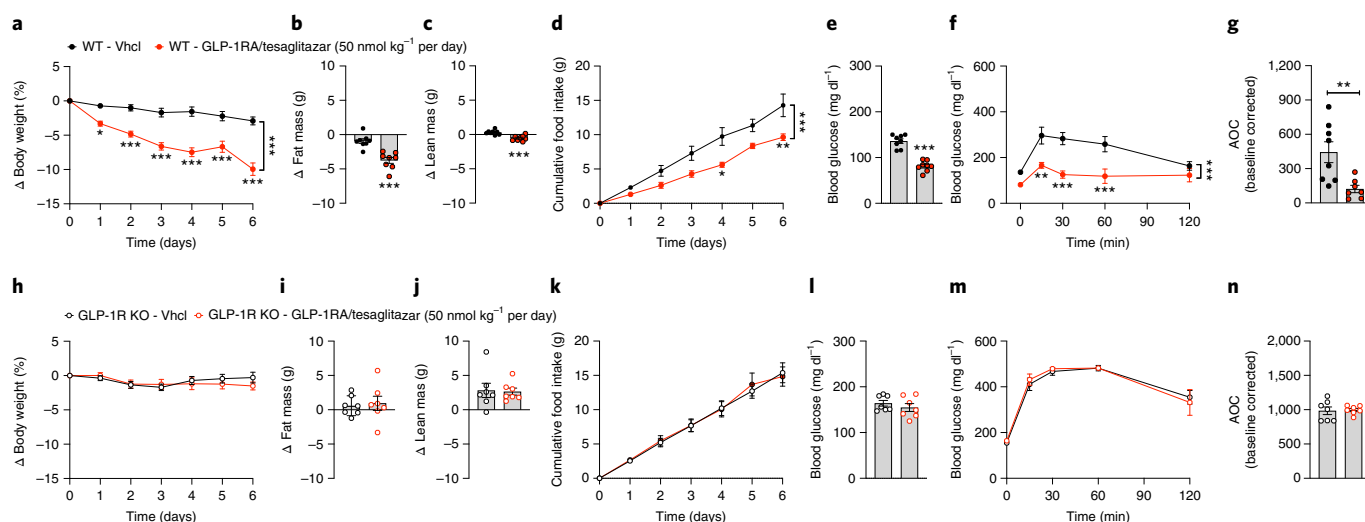 a
b
c
d
e
f
g
WT - Vhcl
WT - GLP-1RA/tesaglitazar (50 nmol kg⁻¹ per day)
Δ Body weight (%)
5
0
−5
−10
−15
*
***
***
***
***
***
***
0 1 2 3 4 5 6
Time (days)
Δ Fat mass (g)
10
5
0
−5
−10
***
Δ Lean mas (g)
10
5
0
−5
−10
***
Cumulative food intake (g)
20
15
10
5
0
*
**
***
0 1 2 3 4 5 6
Time (days)
Blood glucose (mg dl⁻¹)
300
200
100
0
***
Blood glucose (mg dl⁻¹)
600
400
200
0
**
***
***
***
0 30 60 90 120
Time (min)
AOC
(baseline corrected)
1,200
900
600
300
0
**
h
i
j
k
l
m
n
GLP-1R KO - Vhcl
GLP-1R KO - GLP-1RA/tesaglitazar (50 nmol kg⁻¹ per day)
Δ Body weight (%)
5
0
−5
−10
−15
0 1 2 3 4 5 6
Time (days)
Δ Fat mass (g)
10
5
0
−5
−10
Δ Lean mas (g)
10
5
0
−5
−10
Cumulative food intake (g)
20
15
10
5
0
0 1 2 3 4 5 6
Time (days)
Blood glucose (mg dl⁻¹)
300
200
100
0
Blood glucose (mg dl⁻¹)
600
400
200
0
0 30 60 90 120
Time (min)
AOC
(baseline corrected)
2,000
1,500
1,000
500
0